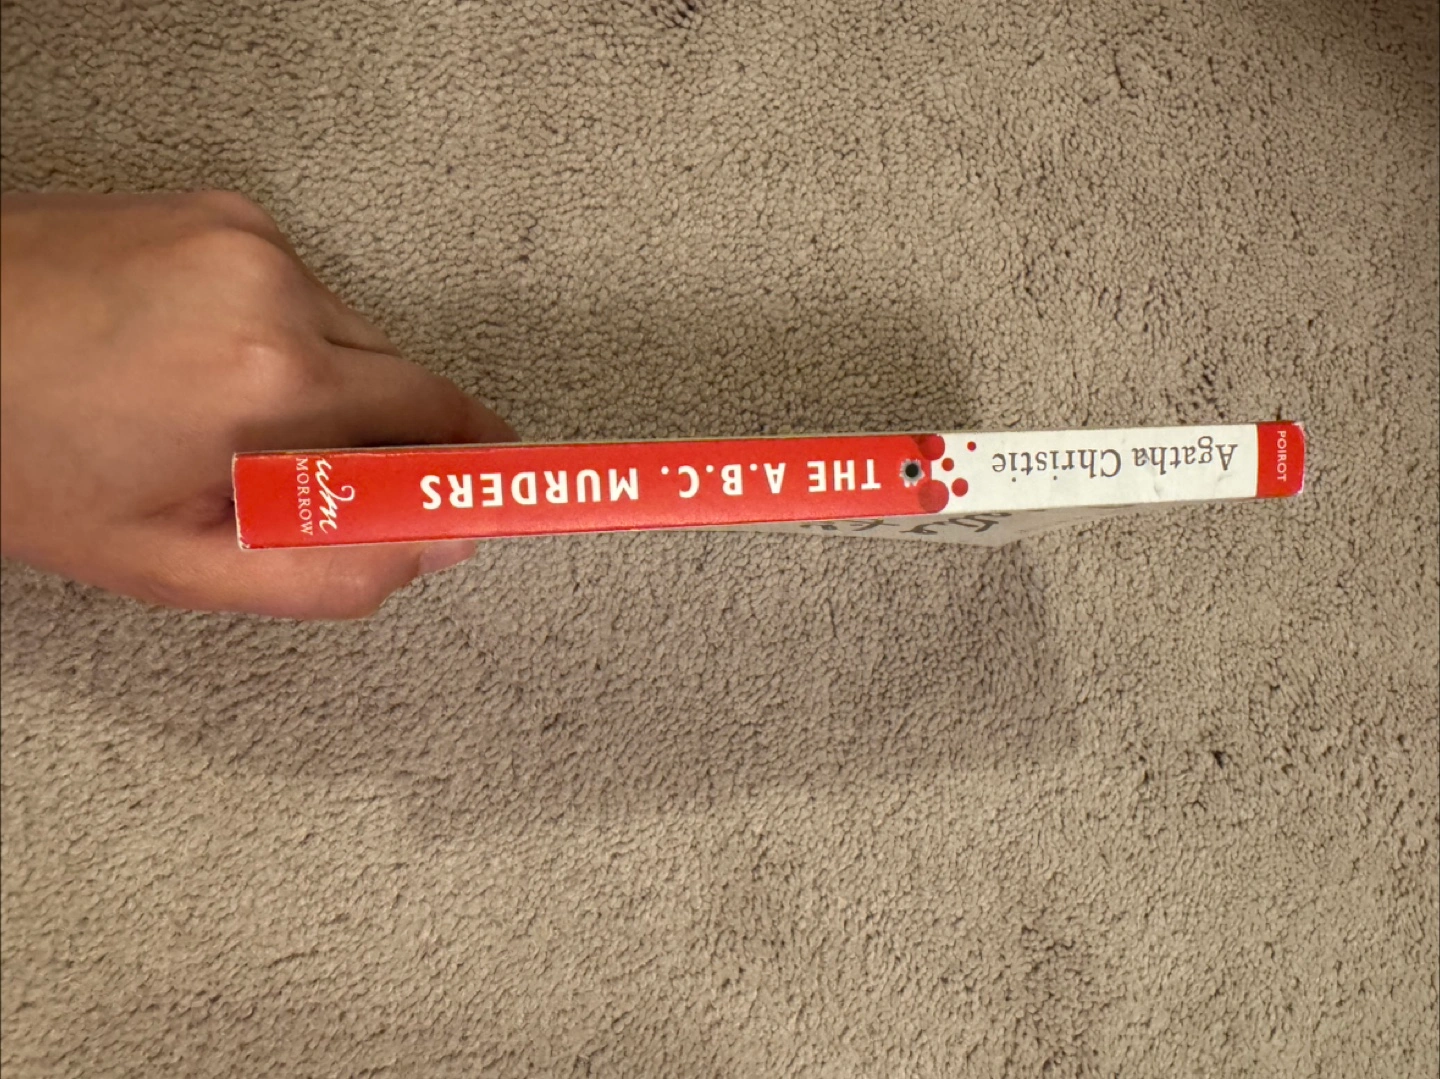 POIROT
Agatha Christie
THE A.B.C. MURDERS
wm
MORROW